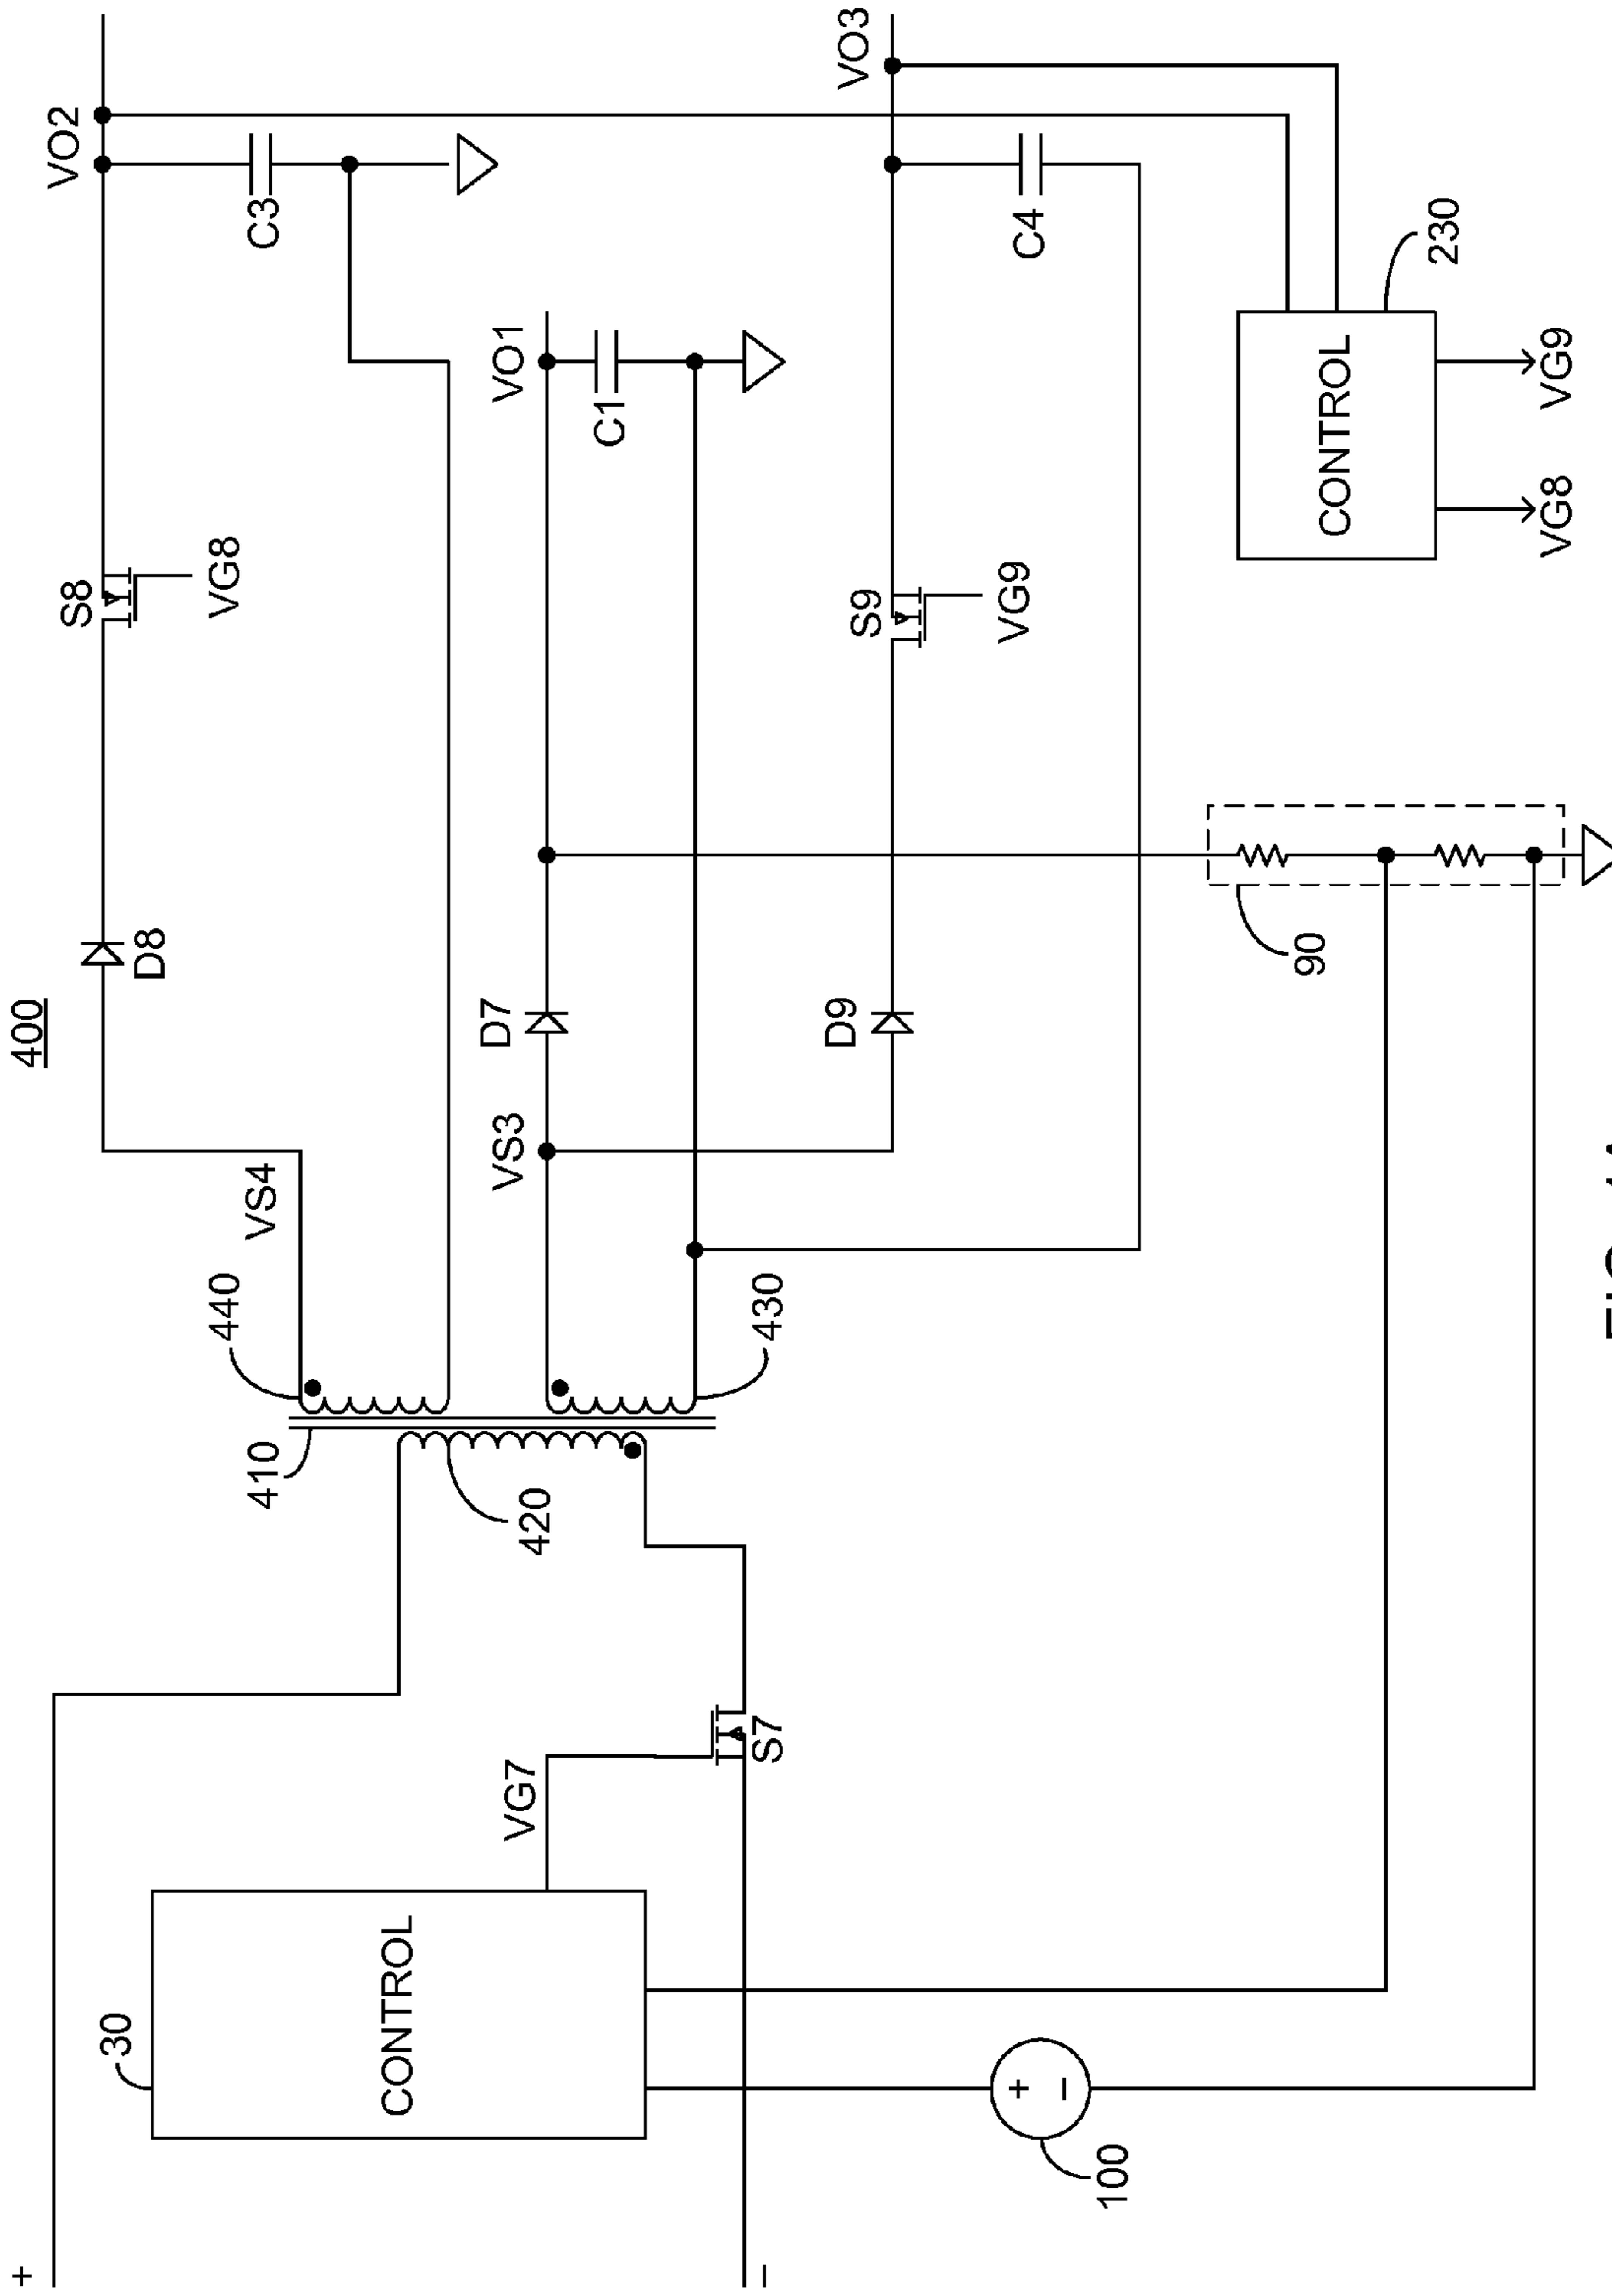 400
VO2
S8
VG8
C3
D8
VS4
440
410
420
430
VS3
D7
VO1
C1
VO3
S9
VG9
C4
D9
90
CONTROL
230
VG8
VG9
+
30
CONTROL
VG7
S7
−
+
−
100